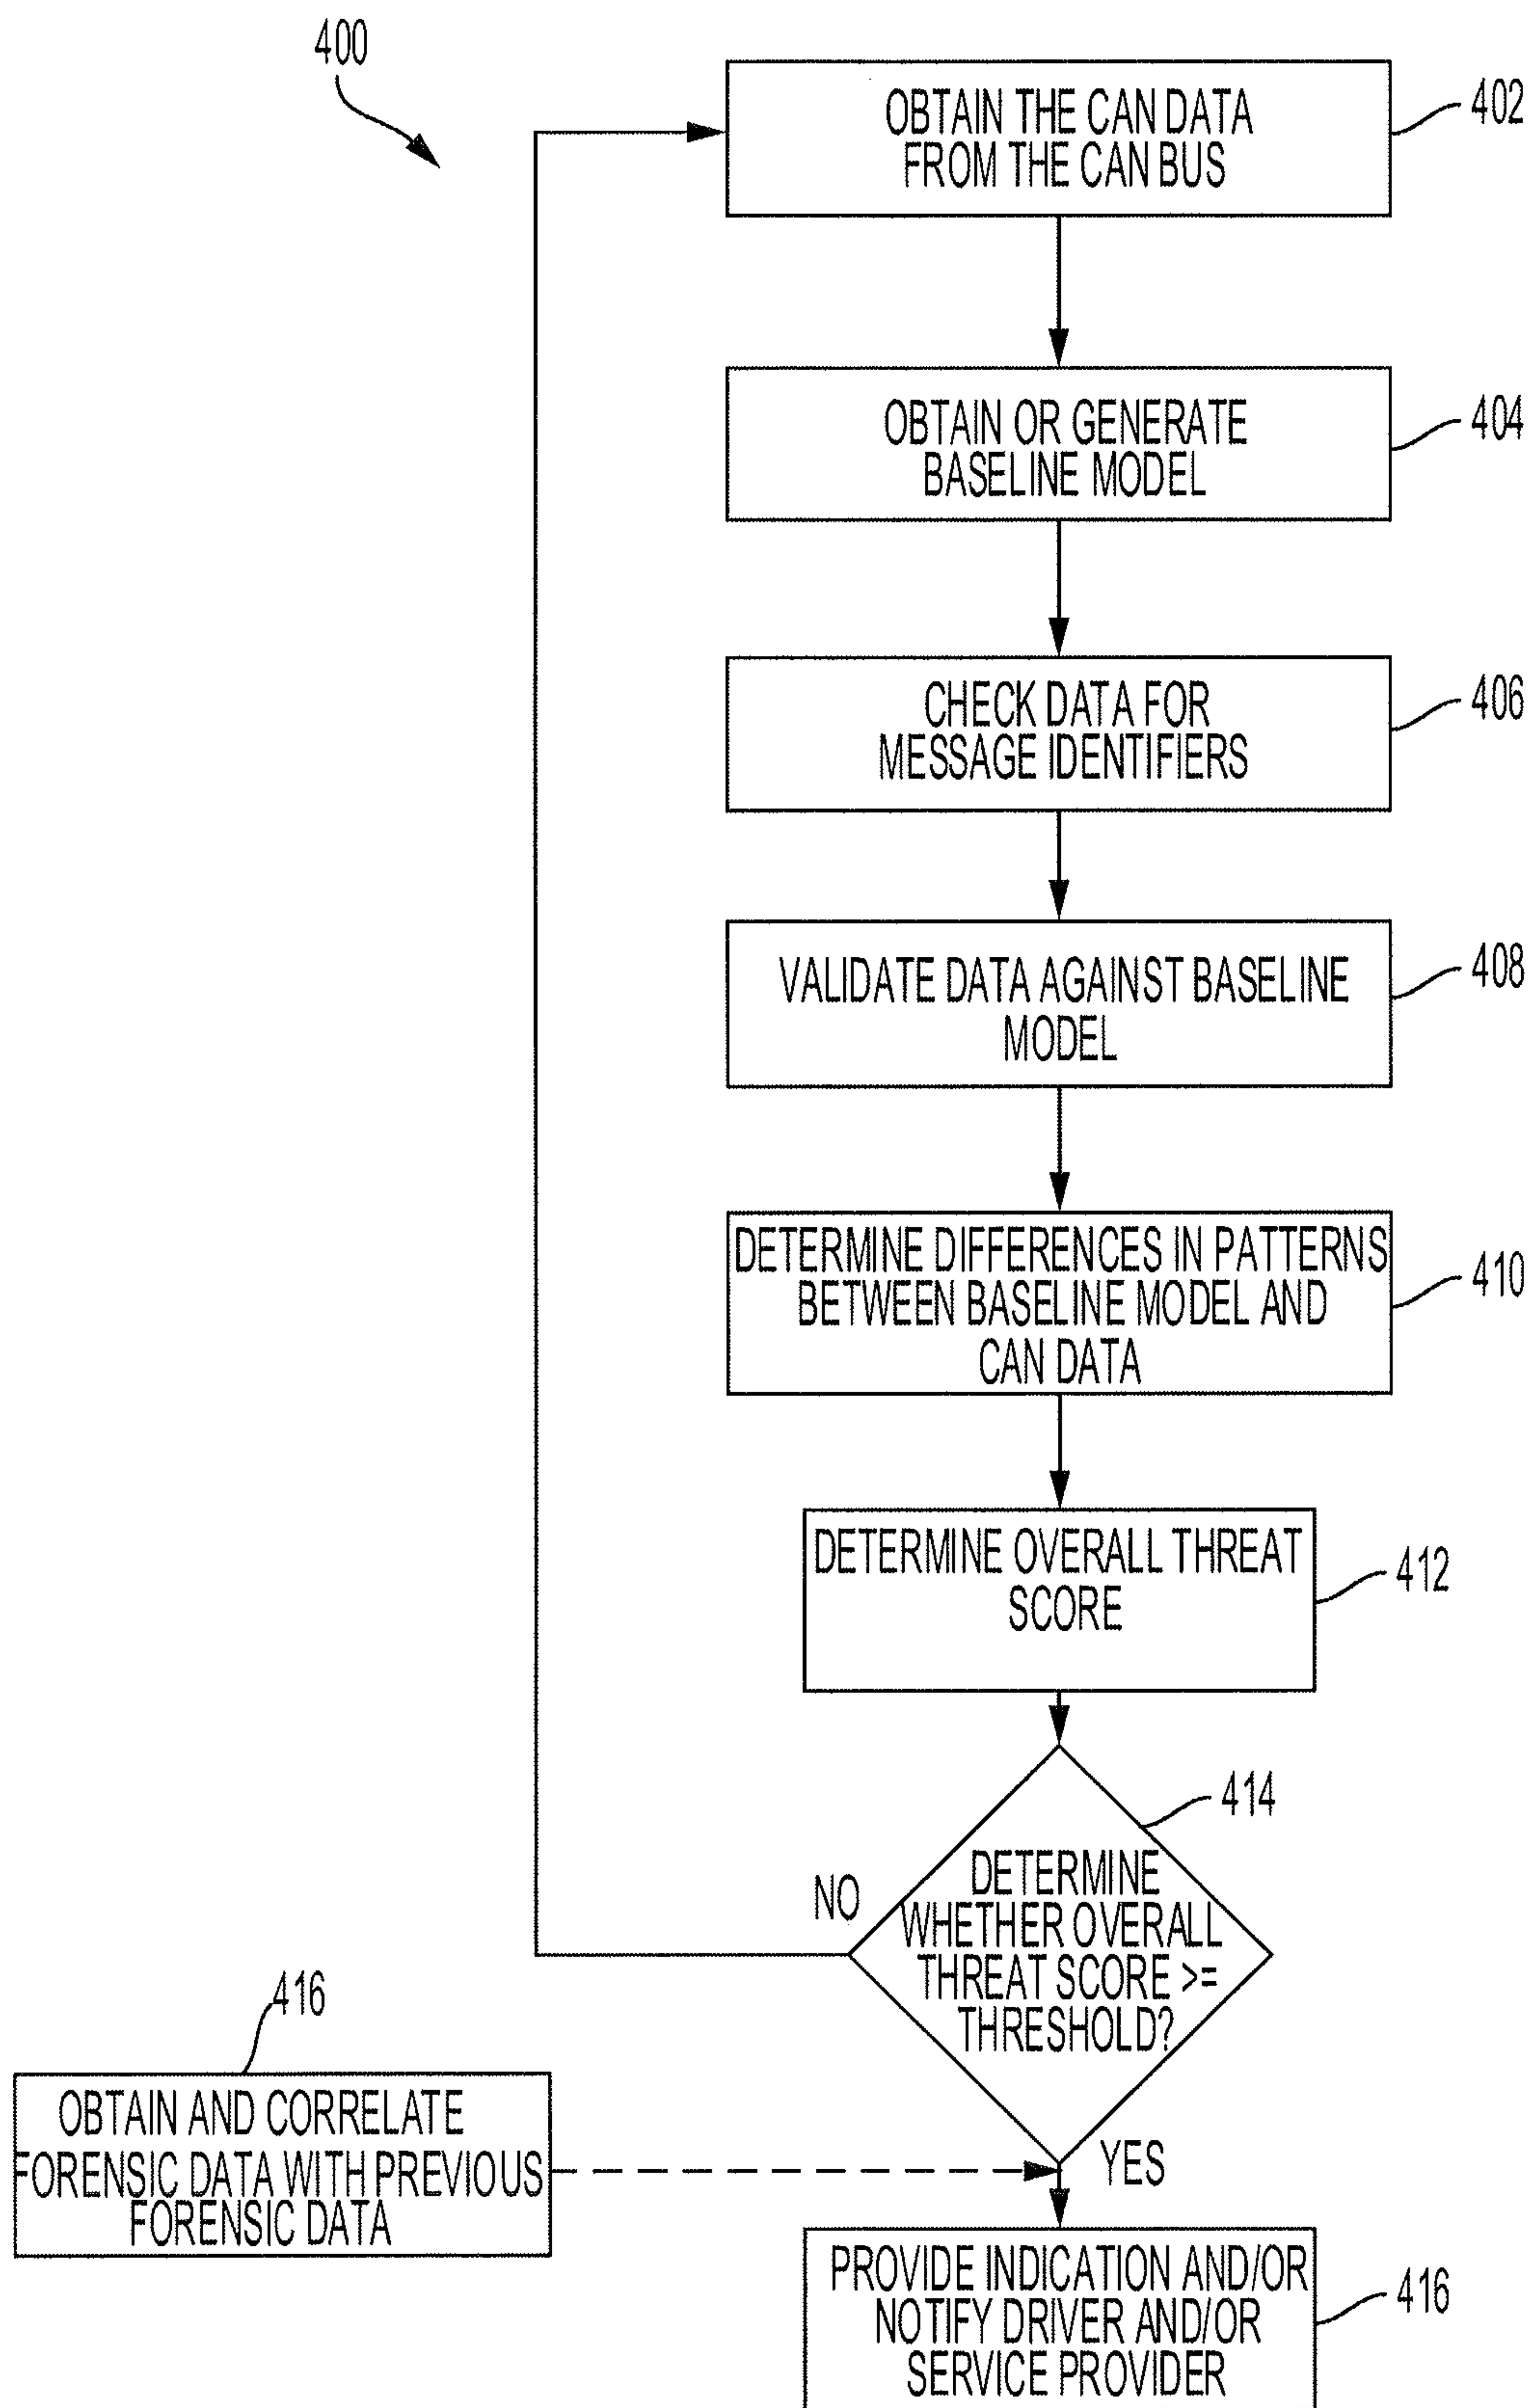 400
OBTAIN THE CAN DATA
FROM THE CAN BUS
402
OBTAIN OR GENERATE
BASELINE MODEL
404
CHECK DATA FOR
MESSAGE IDENTIFIERS
406
VALIDATE DATA AGAINST BASELINE
MODEL
408
DETERMINE DIFFERENCES IN PATTERNS
BETWEEN BASELINE MODEL AND
CAN DATA
410
DETERMINE OVERALL THREAT
SCORE
412
414
DETERMINE
WHETHER OVERALL
THREAT SCORE >=
THRESHOLD?
NO
YES
416
OBTAIN AND CORRELATE
FORENSIC DATA WITH PREVIOUS
FORENSIC DATA
PROVIDE INDICATION AND/OR
NOTIFY DRIVER AND/OR
SERVICE PROVIDER
416